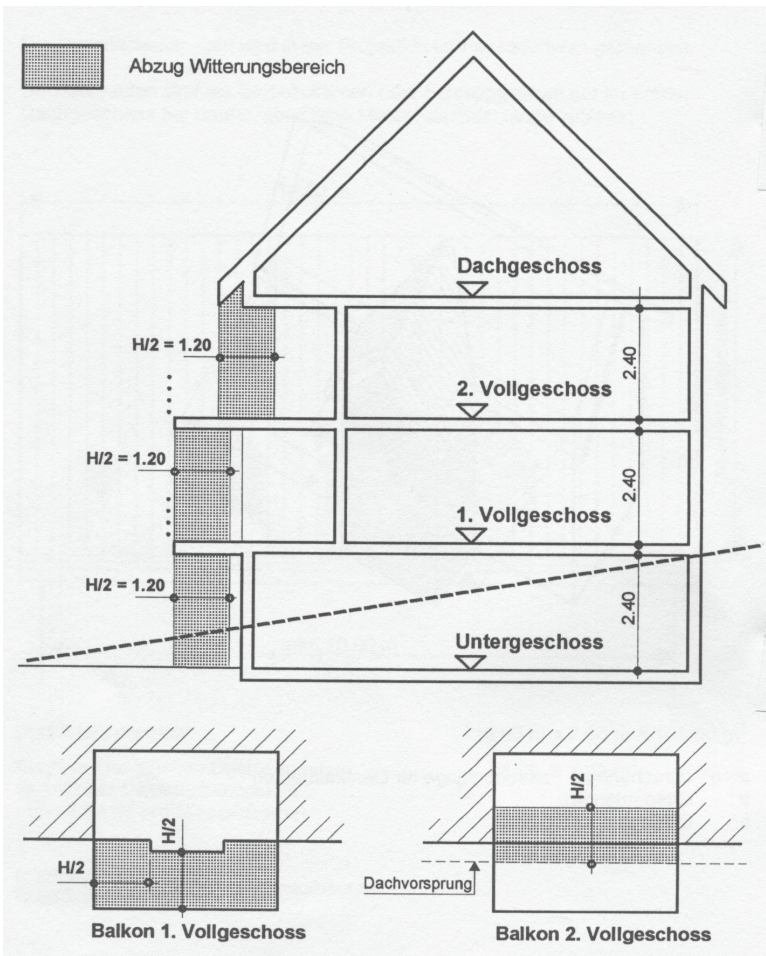 Abzug Witterungsbereich
Dachgeschoss
H/2 = 1.20
2.40
2. Vollgeschoss
H/2 = 1.20
2.40
1. Vollgeschoss
H/2 = 1.20
2.40
Untergeschoss
H/2
H/2
Balkon 1. Vollgeschoss
H/2
Dachvorsprung
Balkon 2. Vollgeschoss